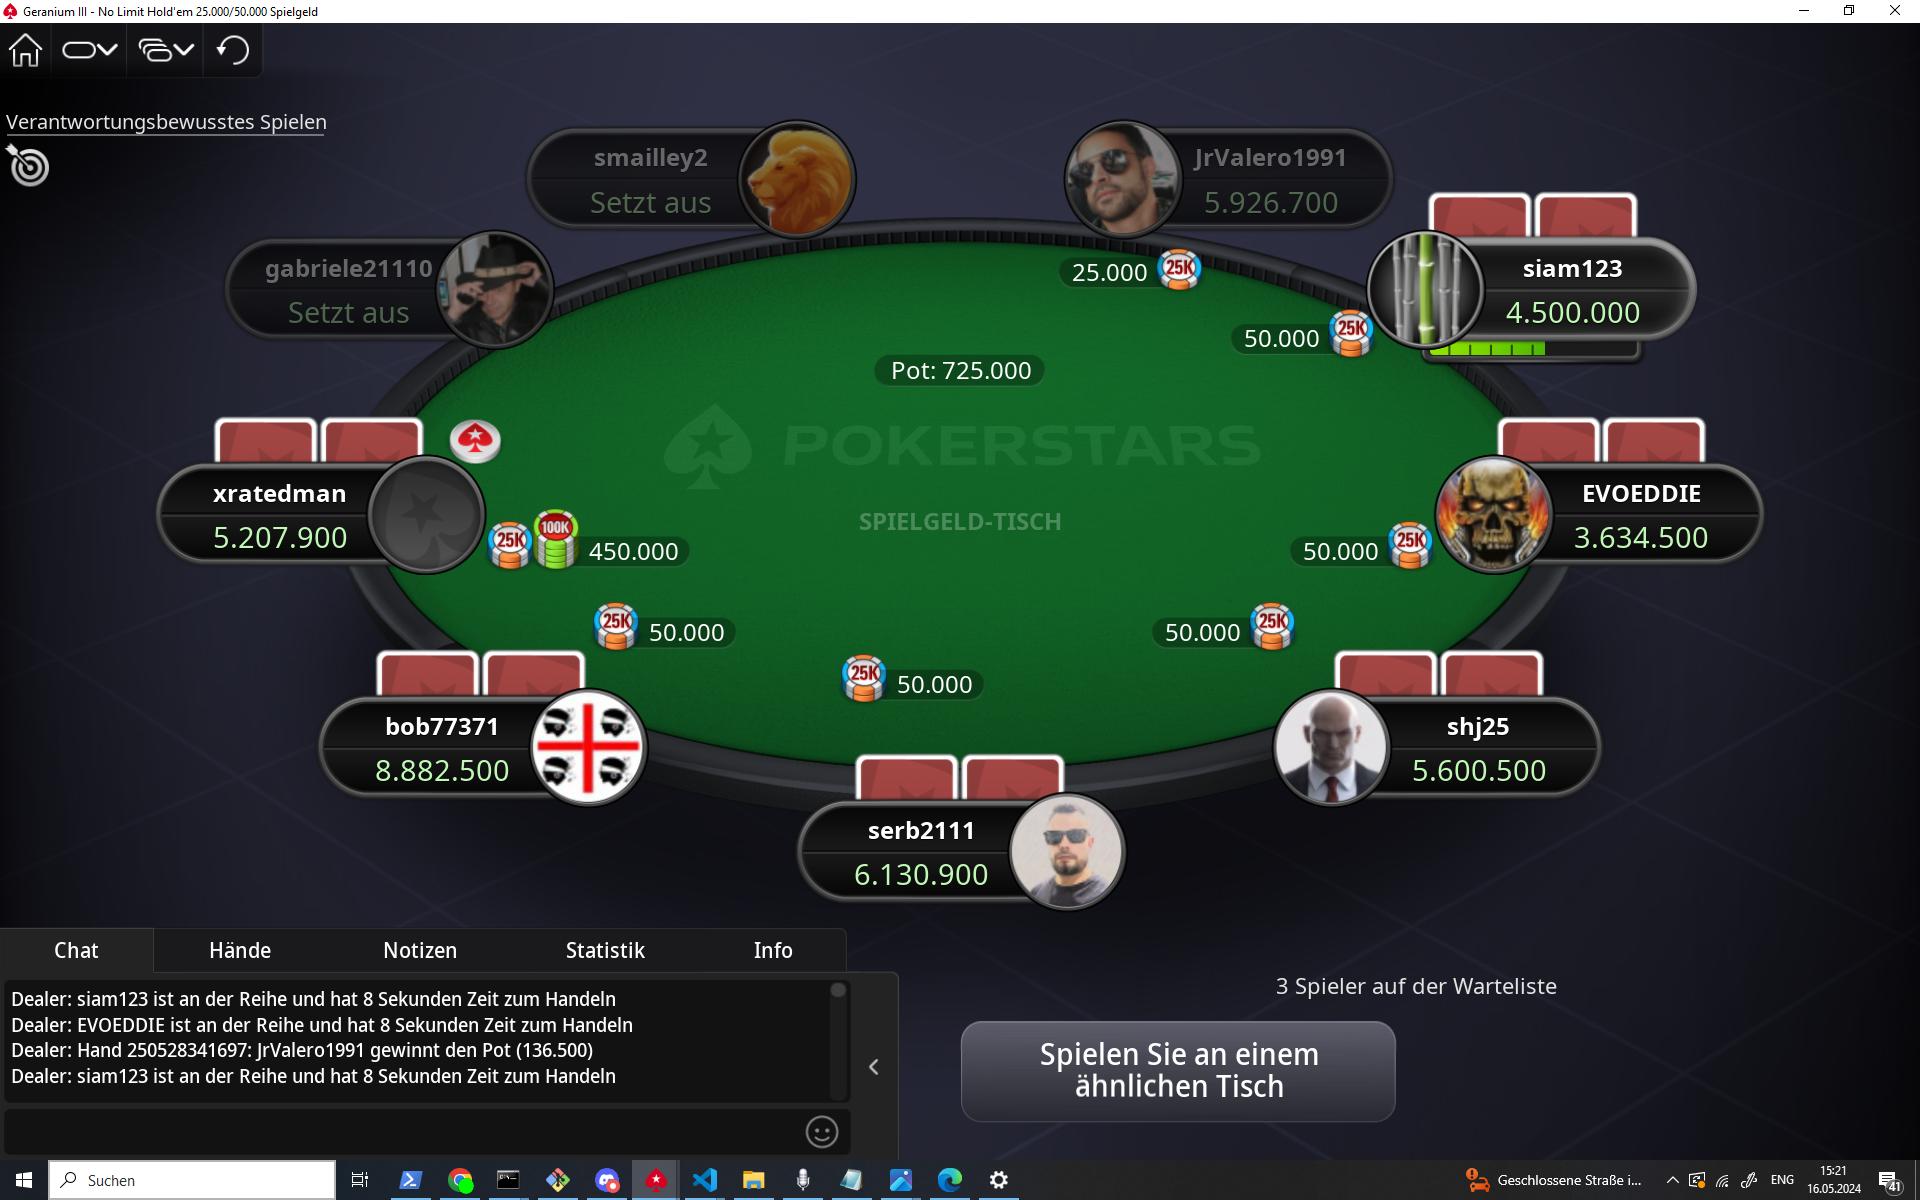 Geranium III - No Limit Hold'em 25.000/50.000 Spielgeld
Verantwortungsbewusstes Spielen
smailley2
Setzt aus
JrValero1991
5.926.700
gabriele21110
Setzt aus
siam123
4.500.000
25.000
25K
50.000
25K
Pot: 725.000
POKERSTARS
SPIELGELD-TISCH
xratedman
5.207.900
25K
100K
450.000
EVOEDDIE
3.634.500
50.000
25K
25K
50.000
50.000
25K
25K
50.000
bob77371
8.882.500
shj25
5.600.500
serb2111
6.130.900
Chat Hände Notizen Statistik Info
Dealer: siam123 ist an der Reihe und hat 8 Sekunden Zeit zum Handeln
Dealer: EVOEDDIE ist an der Reihe und hat 8 Sekunden Zeit zum Handeln
Dealer: Hand 250528341697: JrValero1991 gewinnt den Pot (136.500)
Dealer: siam123 ist an der Reihe und hat 8 Sekunden Zeit zum Handeln
3 Spieler auf der Warteliste
Spielen Sie an einem
ähnlichen Tisch
Suchen
Geschlossene Straße i...
ENG
15:21
16.05.2024
41